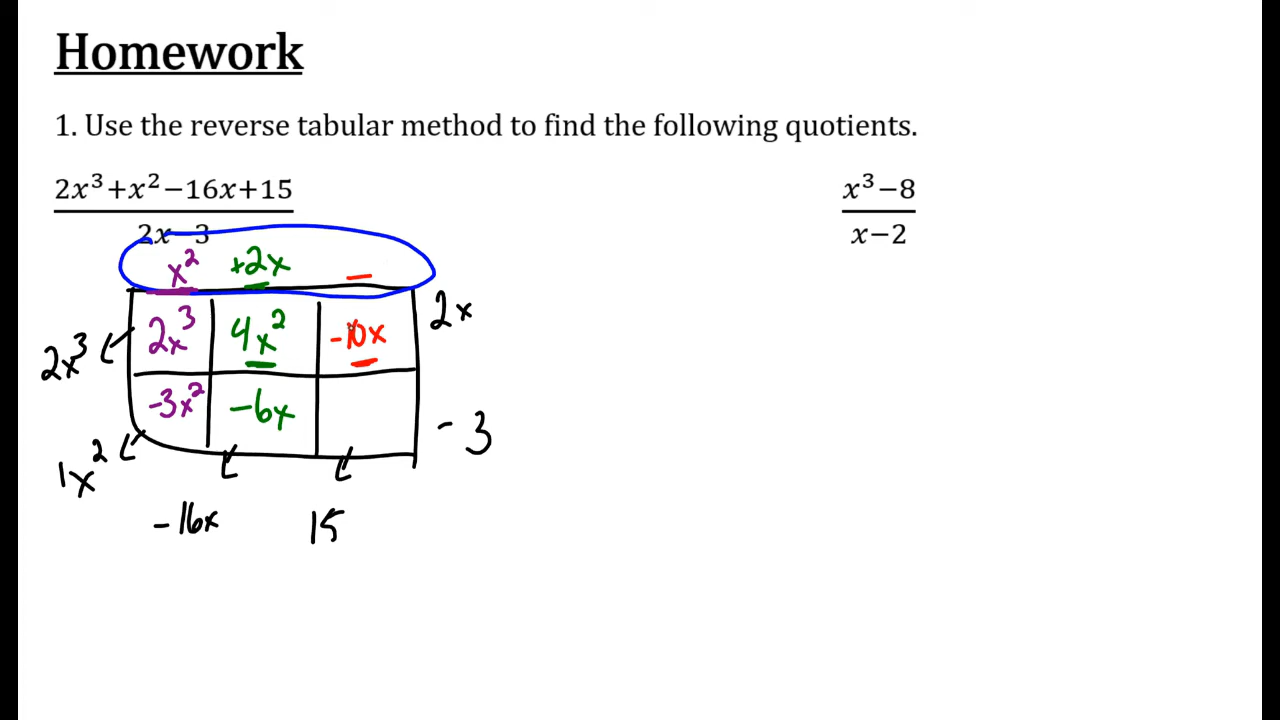 Homework
1. Use the reverse tabular method to find the following quotients.
2x³+x²−16x+15 x³−8
2x−3 x−2
x² +2x −
2x³ 2x³ 4x² -10x 2x
-3x² -6x -3
1x²
-16x 15